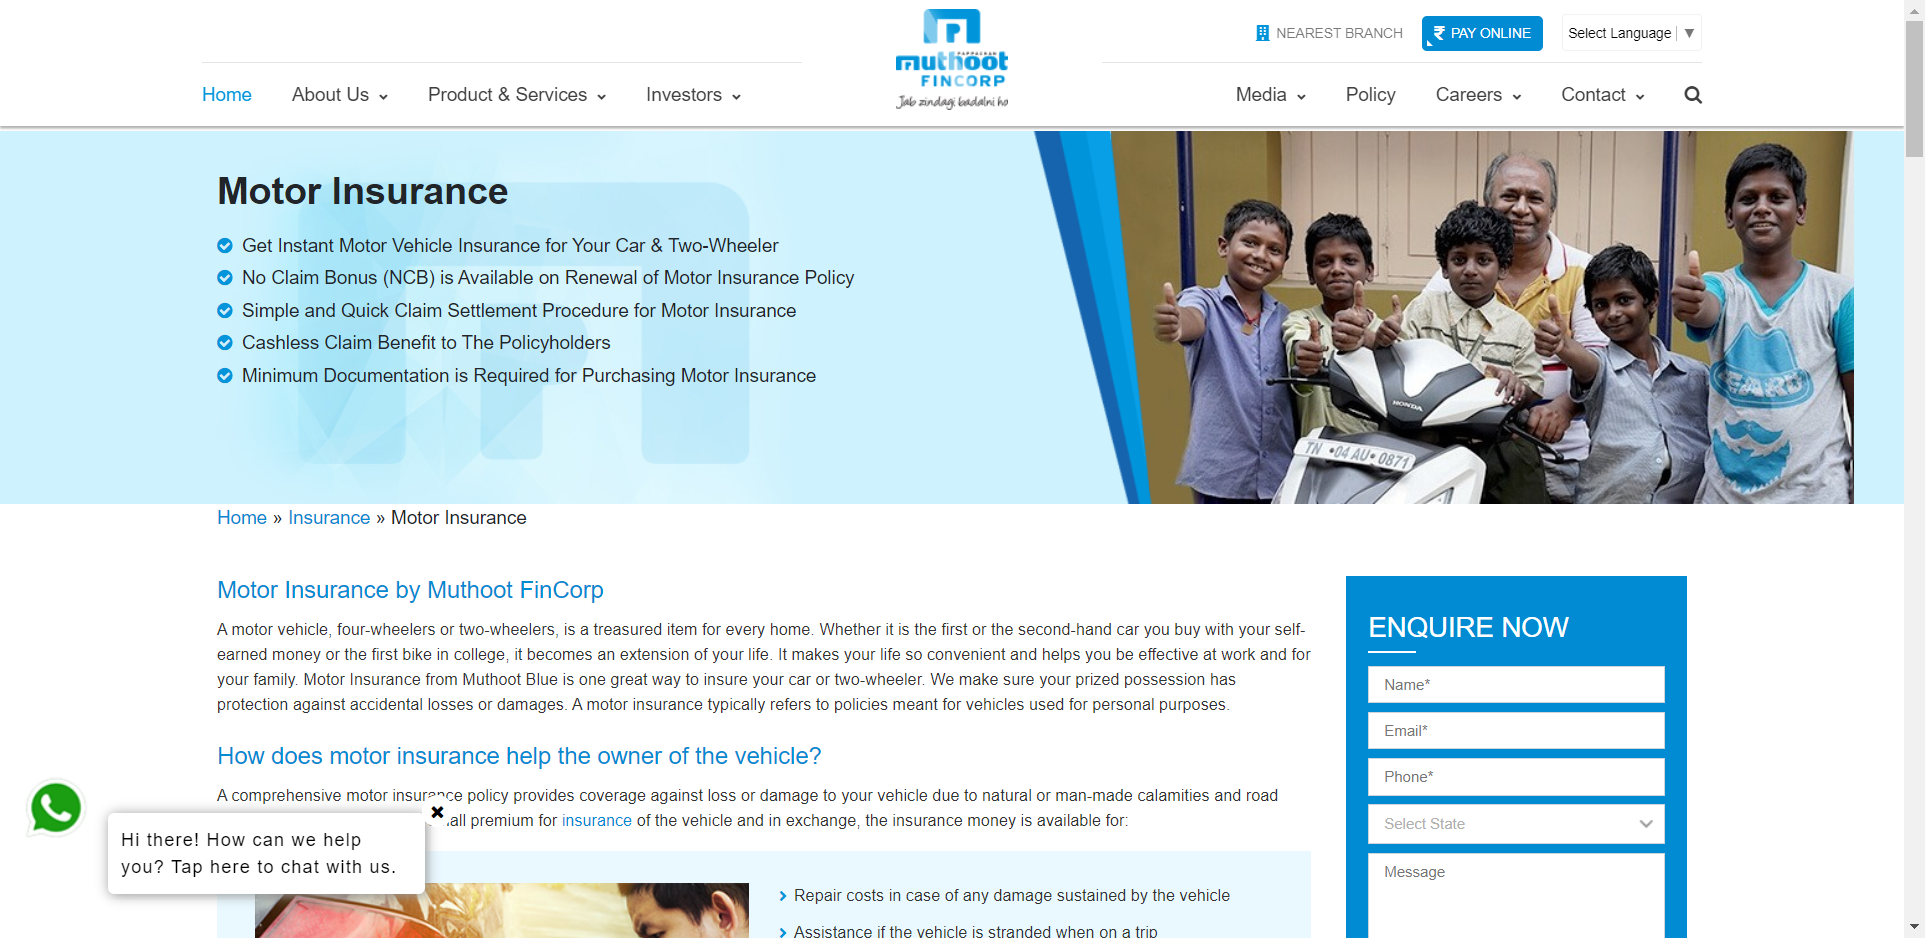 NEAREST BRANCH
₹ PAY ONLINE
Select Language ▼
P
PAPPACHAN
muthoot
FINCORP
Jab zindagi badalni ho
Home
About Us
Product & Services
Investors
Media
Policy
Careers
Contact
Motor Insurance
Get Instant Motor Vehicle Insurance for Your Car & Two-Wheeler
No Claim Bonus (NCB) is Available on Renewal of Motor Insurance Policy
Simple and Quick Claim Settlement Procedure for Motor Insurance
Cashless Claim Benefit to The Policyholders
Minimum Documentation is Required for Purchasing Motor Insurance
HONDA
TN 04 AU 0871
BEARD
Home » Insurance » Motor Insurance
Motor Insurance by Muthoot FinCorp
A motor vehicle, four-wheelers or two-wheelers, is a treasured item for every home. Whether it is the first or the second-hand car you buy with your self-
earned money or the first bike in college, it becomes an extension of your life. It makes your life so convenient and helps you be effective at work and for
your family. Motor Insurance from Muthoot Blue is one great way to insure your car or two-wheeler. We make sure your prized possession has
protection against accidental losses or damages. A motor insurance typically refers to policies meant for vehicles used for personal purposes.
How does motor insurance help the owner of the vehicle?
A comprehensive motor insurance policy provides coverage against loss or damage to your vehicle due to natural or man-made calamities and road
premium for insurance of the vehicle and in exchange, the insurance money is available for:
Repair costs in case of any damage sustained by the vehicle
Assistance if the vehicle is stranded when on a trip
Hi there! How can we help
you? Tap here to chat with us.
ENQUIRE NOW
Name*
Email*
Phone*
Select State
Message